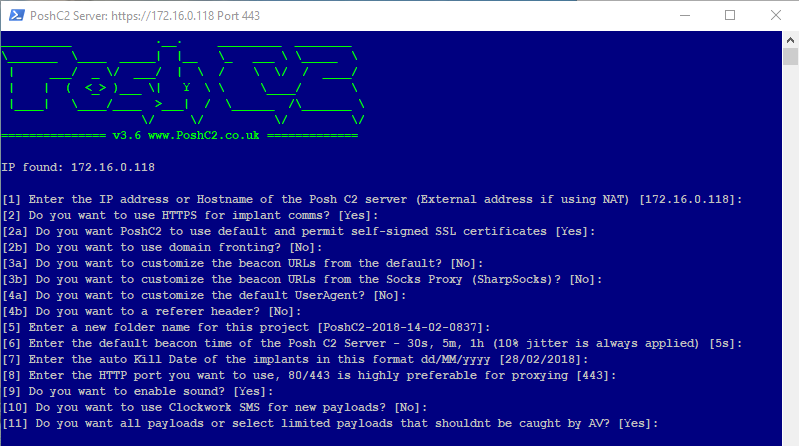 PoshC2 Server: https://172.16.0.118 Port 443
=============== v3.6 www.PoshC2.co.uk =============
IP found: 172.16.0.118
[1] Enter the IP address or Hostname of the Posh C2 server (External address if using NAT) [172.16.0.118]:
[2] Do you want to use HTTPS for implant comms? [Yes]:
[2a] Do you want PoshC2 to use default and permit self-signed SSL certificates [Yes]:
[2b] Do you want to use domain fronting? [No]:
[3a] Do you want to customize the beacon URLs from the default? [No]:
[3b] Do you want to customize the beacon URLs from the Socks Proxy (SharpSocks)? [No]:
[4a] Do you want to customize the default UserAgent? [No]:
[4b] Do you want to a referer header? [No]:
[5] Enter a new folder name for this project [PoshC2-2018-14-02-0837]:
[6] Enter the default beacon time of the Posh C2 Server - 30s, 5m, 1h (10% jitter is always applied) [5s]:
[7] Enter the auto Kill Date of the implants in this format dd/MM/yyyy [28/02/2018]:
[8] Enter the HTTP port you want to use, 80/443 is highly preferable for proxying [443]:
[9] Do you want to enable sound? [Yes]:
[10] Do you want to use Clockwork SMS for new payloads? [No]:
[11] Do you want all payloads or select limited payloads that shouldnt be caught by AV? [Yes]: